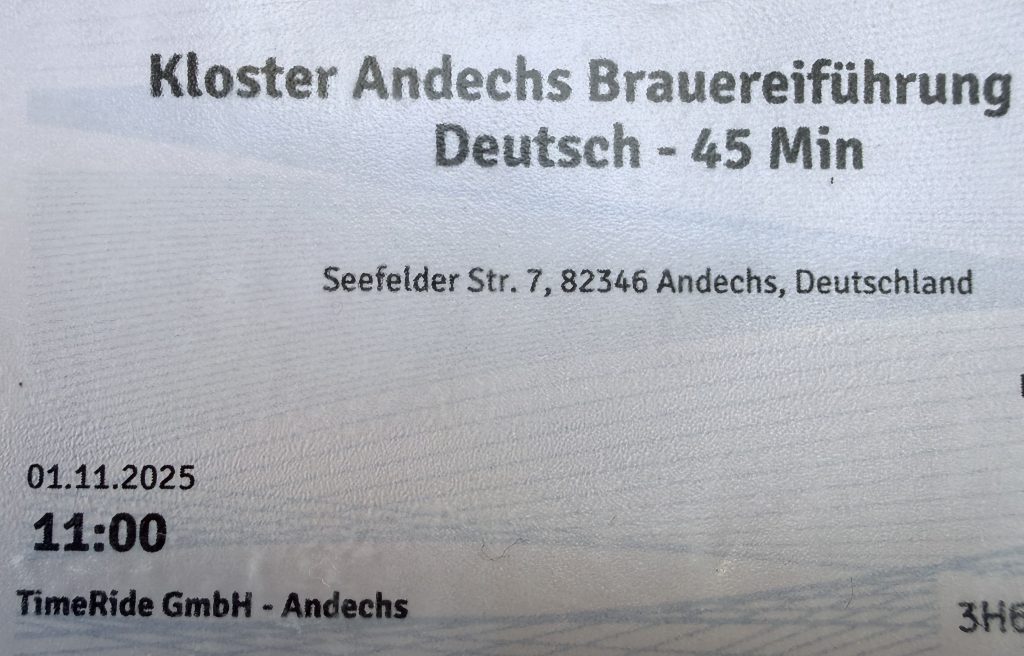 Kloster Andechs Brauereiführung
Deutsch - 45 Min
Seefelder Str. 7, 82346 Andechs, Deutschland
01.11.2025
11:00
TimeRide GmbH - Andechs